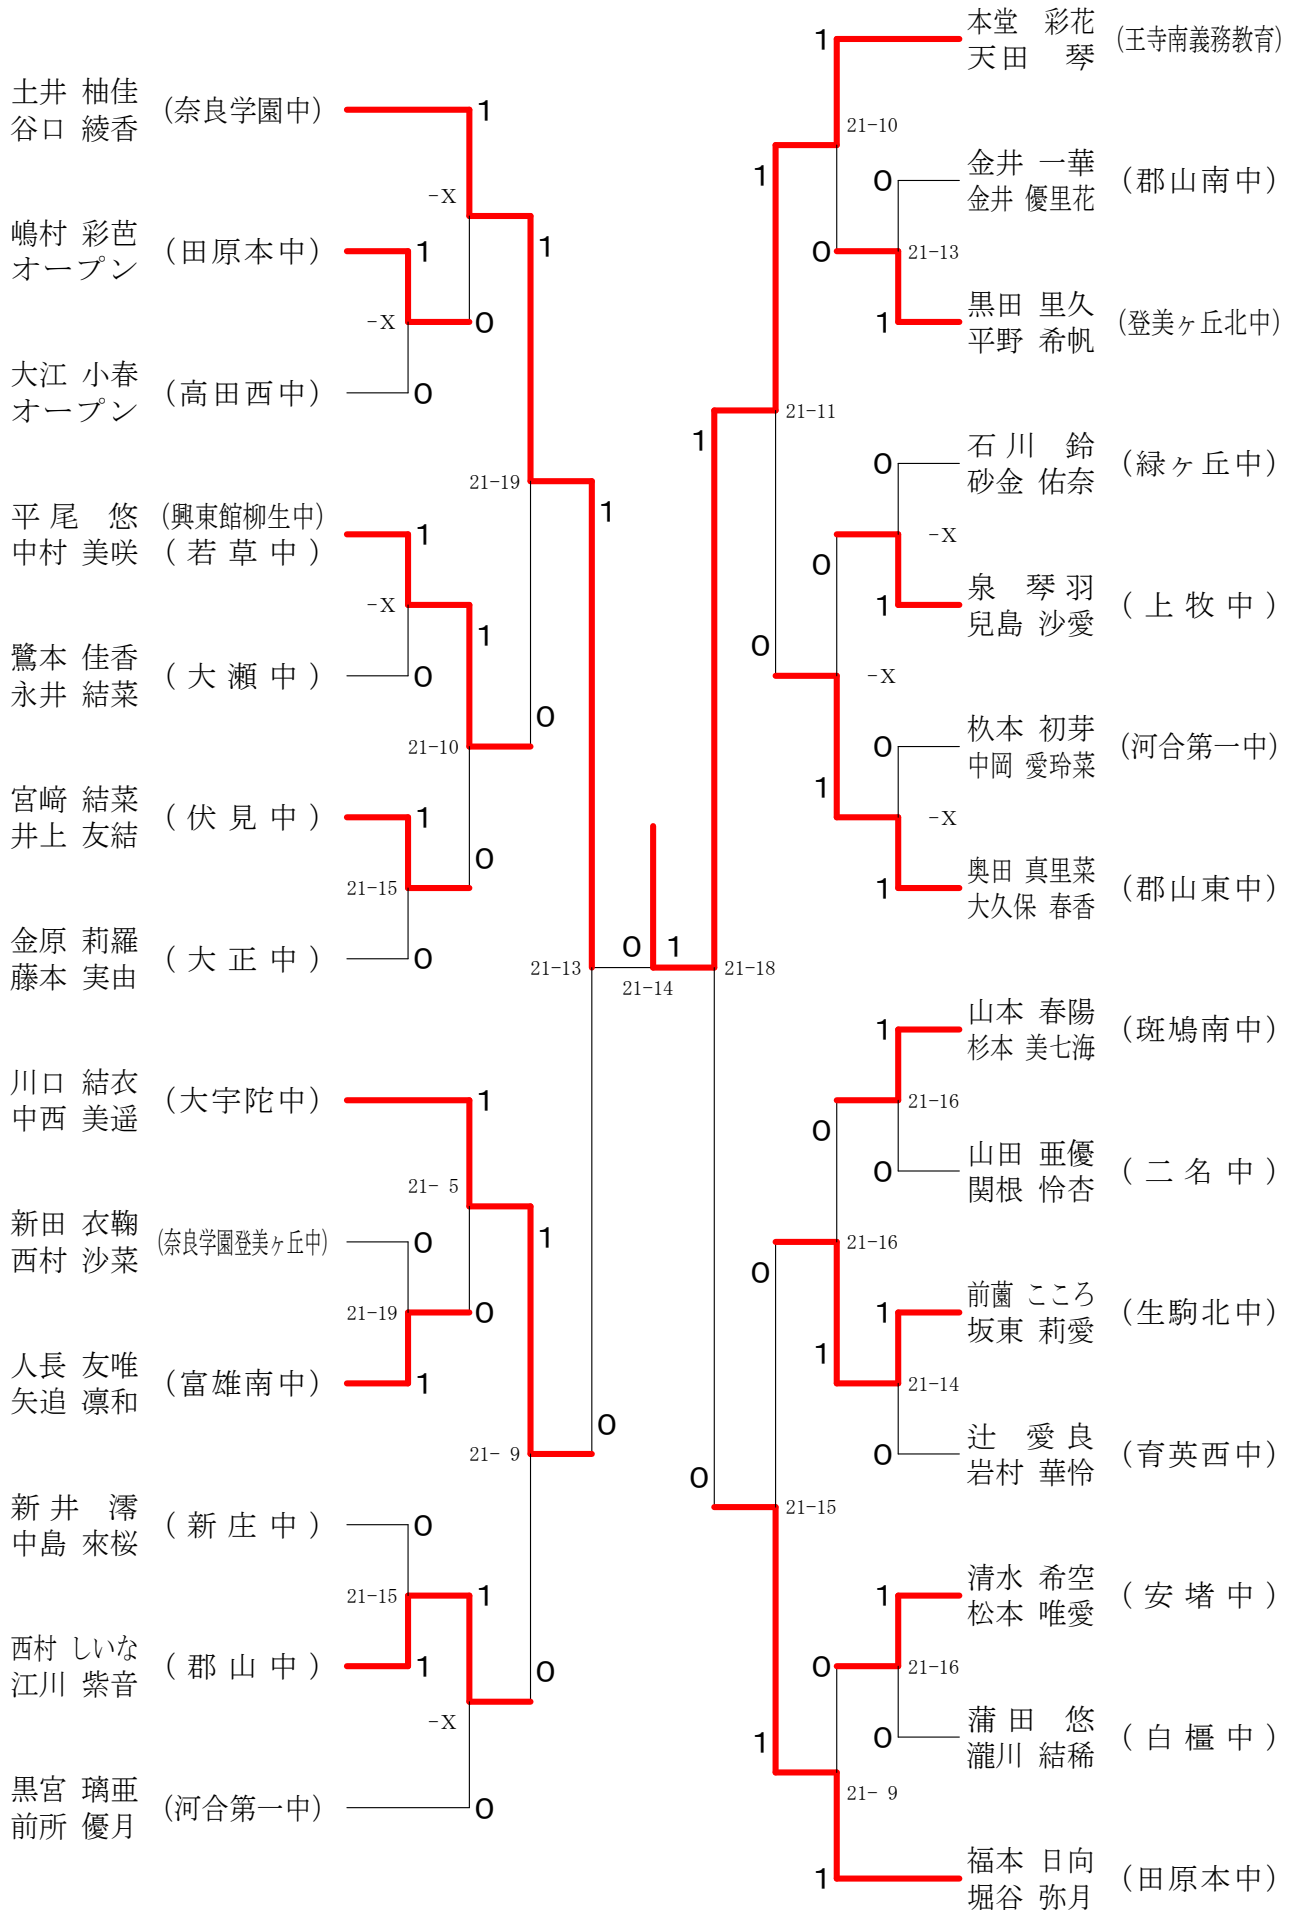 土井 柚佳
谷口 綾香
(奈良学園中)
1
-X
嶋村 彩芭
オープン
(田原本中)
1
1
-X
0
大江 小春
オープン
(高田西中)
0
21-19
1
平尾 悠 (興東館柳生中)
中村 美咲 (若草中)
1
-X
1
鷺本 佳香
永井 結菜
(大瀬中)
0
0
21-10
宮﨑 結菜
井上 友結
(伏見中)
1
0
21-15
金原 莉羅
藤本 実由
(大正中)
0
21-13
0
1
21-14
21-18
川口 結衣
中西 美遥
(大宇陀中)
1
21- 5
新田 衣鞠
西村 沙菜
(奈良学園登美ヶ丘中)
0
1
21-19
0
人長 友唯
矢追 凛和
(富雄南中)
1
0
21- 9
新井 澪
中島 來桜
(新庄中)
0
21-15
1
西村 しいな
江川 紫音
(郡山中)
1
0
-X
黒宮 璃亜
前所 優月
(河合第一中)
0
1
本堂 彩花
天田 琴
(王寺南義務教育)
21-10
1
0
金井 一華
金井 優里花
(郡山南中)
0
21-13
1
黒田 里久
平野 希帆
(登美ヶ丘北中)
21-11
1
0
石川 鈴
砂金 佑奈
(緑ヶ丘中)
-X
0
1
泉 琴羽
兒島 沙愛
(上牧中)
0
-X
0
杦本 初芽
中岡 愛玲菜
(河合第一中)
1
-X
1
奥田 真里菜
大久保 春香
(郡山東中)
1
山本 春陽
杉本 美七海
(斑鳩南中)
21-16
0
0
山田 亜優
関根 怜杏
(二名中)
21-16
0
1
前薗 こころ
坂東 莉愛
(生駒北中)
1
21-14
0
辻 愛良
岩村 華怜
(育英西中)
0
21-15
1
清水 希空
松本 唯愛
(安堵中)
0
21-16
0
蒲田 悠
瀧川 結稀
(白橿中)
1
21- 9
1
福本 日向
堀谷 弥月
(田原本中)